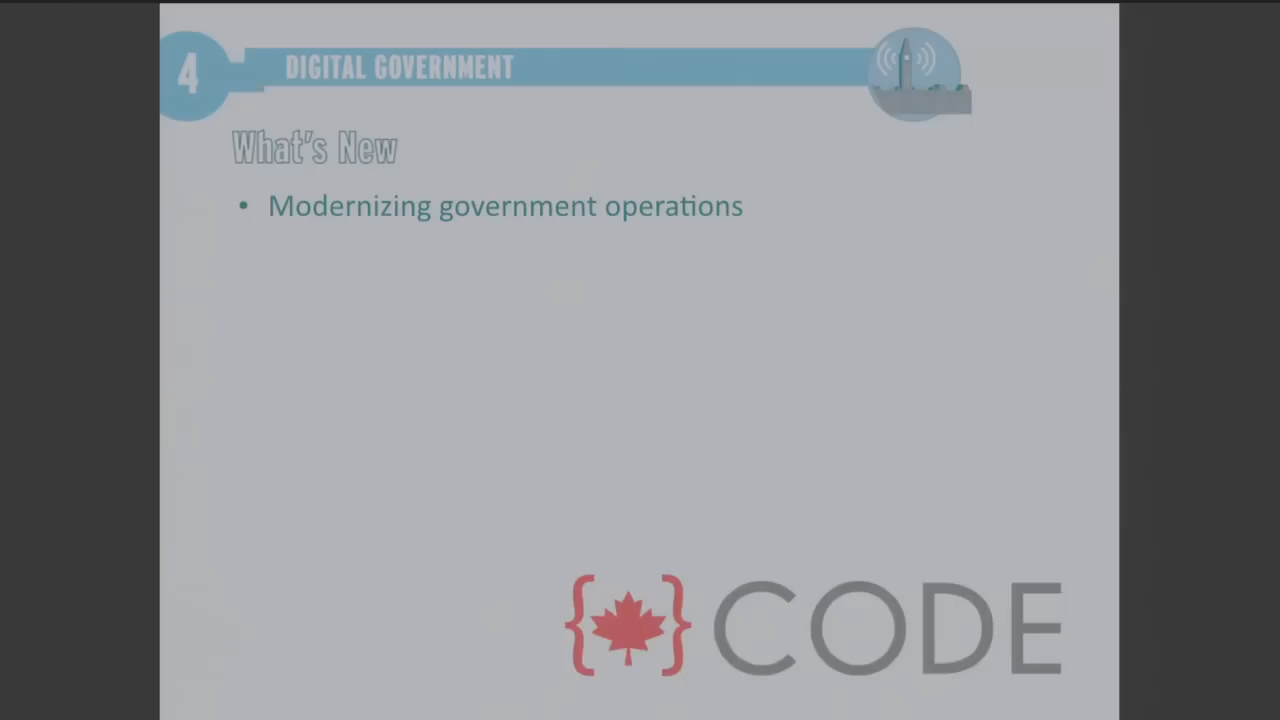 4
DIGITAL GOVERNMENT
What's New
• Modernizing government operations
{ } CODE